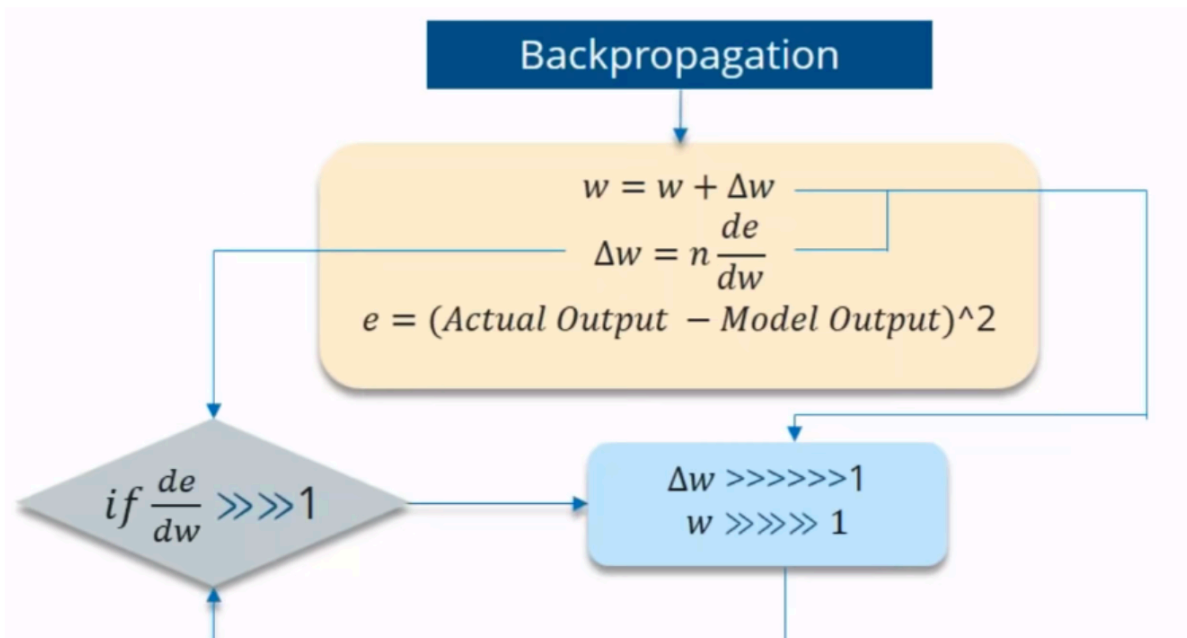 Backpropagation
w = w + Δw
Δw = n de/dw
e = (Actual Output − Model Output)^2
if de/dw ⋙⋙1
Δw >>>>>>1
w ⋙⋙ 1